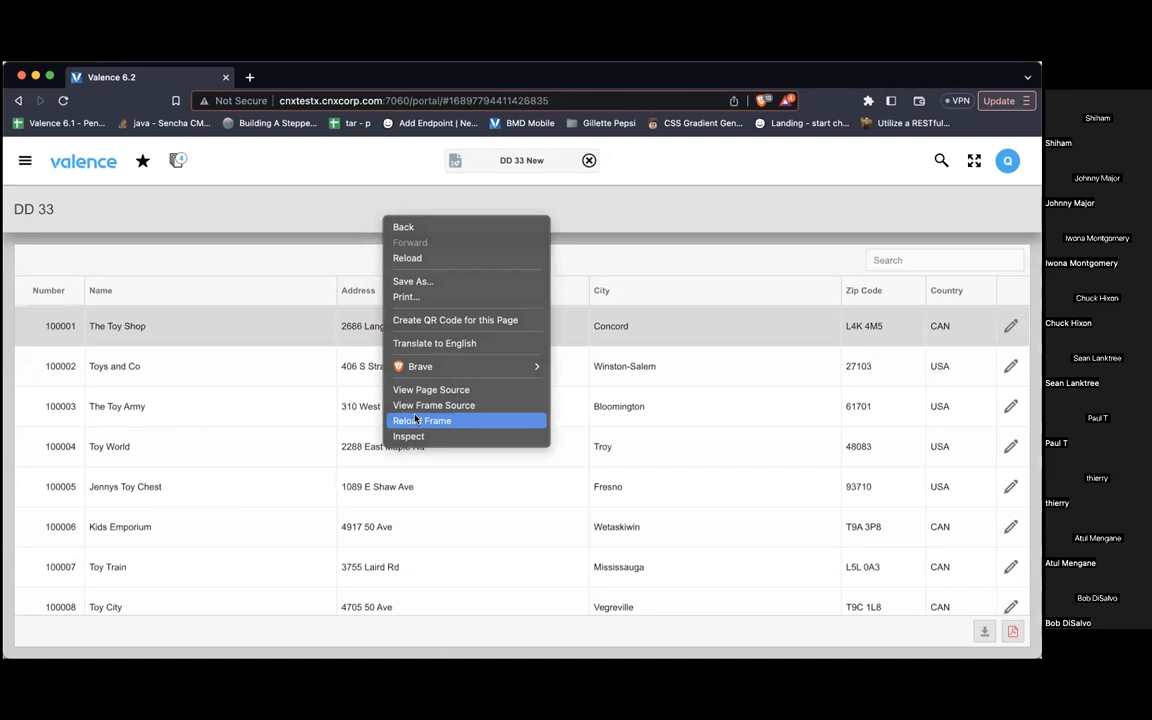 Valence 6.2
Not Secure
cnxtestx.cnxcorp.com:7060/portal/#16897794411426835
10
4
VPN
Update
Valence 6.1 - Pen...
java - Sencha CM...
Building A Steppe...
tar - p
Add Endpoint | Ne...
BMD Mobile
Gillette Pepsi
CSS Gradient Gen...
Landing - start ch...
Utilize a RESTful...
valence
4
DD 33 New
Q
DD 33
Search
Number Name Address City Zip Code Country
100001 The Toy Shop 2686 Lang Concord L4K 4M5 CAN
100002 Toys and Co 406 S Stra Winston-Salem 27103 USA
100003 The Toy Army 310 West Bloomington 61701 USA
100004 Toy World 2288 East Maple Rd Troy 48083 USA
100005 Jennys Toy Chest 1089 E Shaw Ave Fresno 93710 USA
100006 Kids Emporium 4917 50 Ave Wetaskiwin T9A 3P8 CAN
100007 Toy Train 3755 Laird Rd Mississauga L5L 0A3 CAN
100008 Toy City 4705 50 Ave Vegreville T9C 1L8 CAN
Back
Forward
Reload
Save As...
Print...
Create QR Code for this Page
Translate to English
Brave
View Page Source
View Frame Source
Reload Frame
Inspect
Shiham
Shiham
Johnny Major
Johnny Major
Iwona Montgomery
Iwona Montgomery
Chuck Hixon
Chuck Hixon
Sean Lanktree
Sean Lanktree
Paul T
Paul T
thierry
thierry
Atul Mengane
Atul Mengane
Bob DiSalvo
Bob DiSalvo